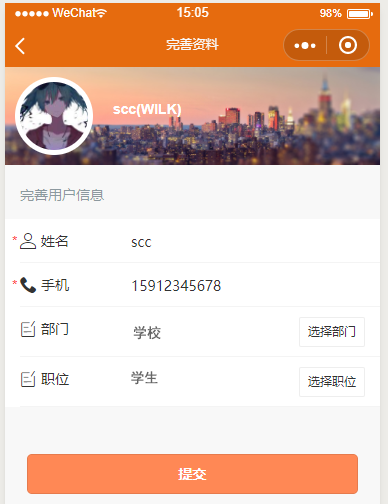 WeChat 15:05 98%
完善资料
scc(WILK)
完善用户信息
* 姓名 scc
* 手机 15912345678
部门 学校 选择部门
职位 学生 选择职位
提交